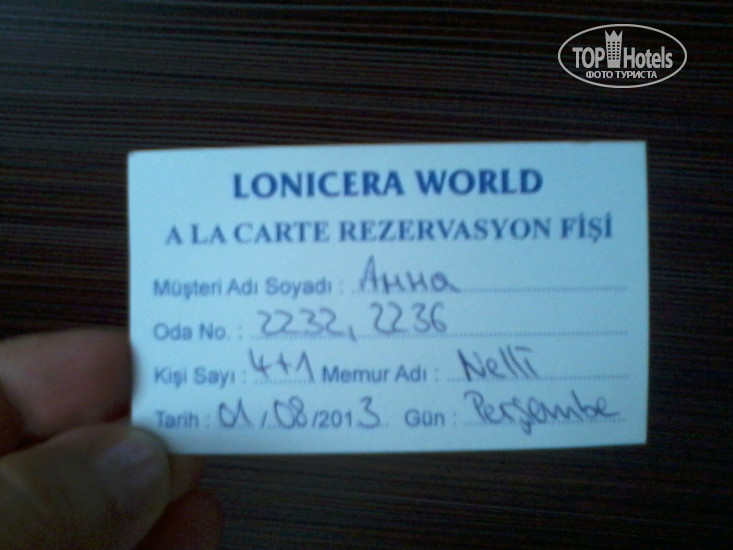 TOP Hotels
ФОТО ТУРИСТА
LONICERA WORLD
A LA CARTE REZERVASYON FİŞİ
Müşteri Adı Soyadı : Анна
Oda No. : 2232, 2236
Kişi Sayı : 4+1 Memur Adı : Nelli
Tarih : 01/08/2013 Gün : Perşembe